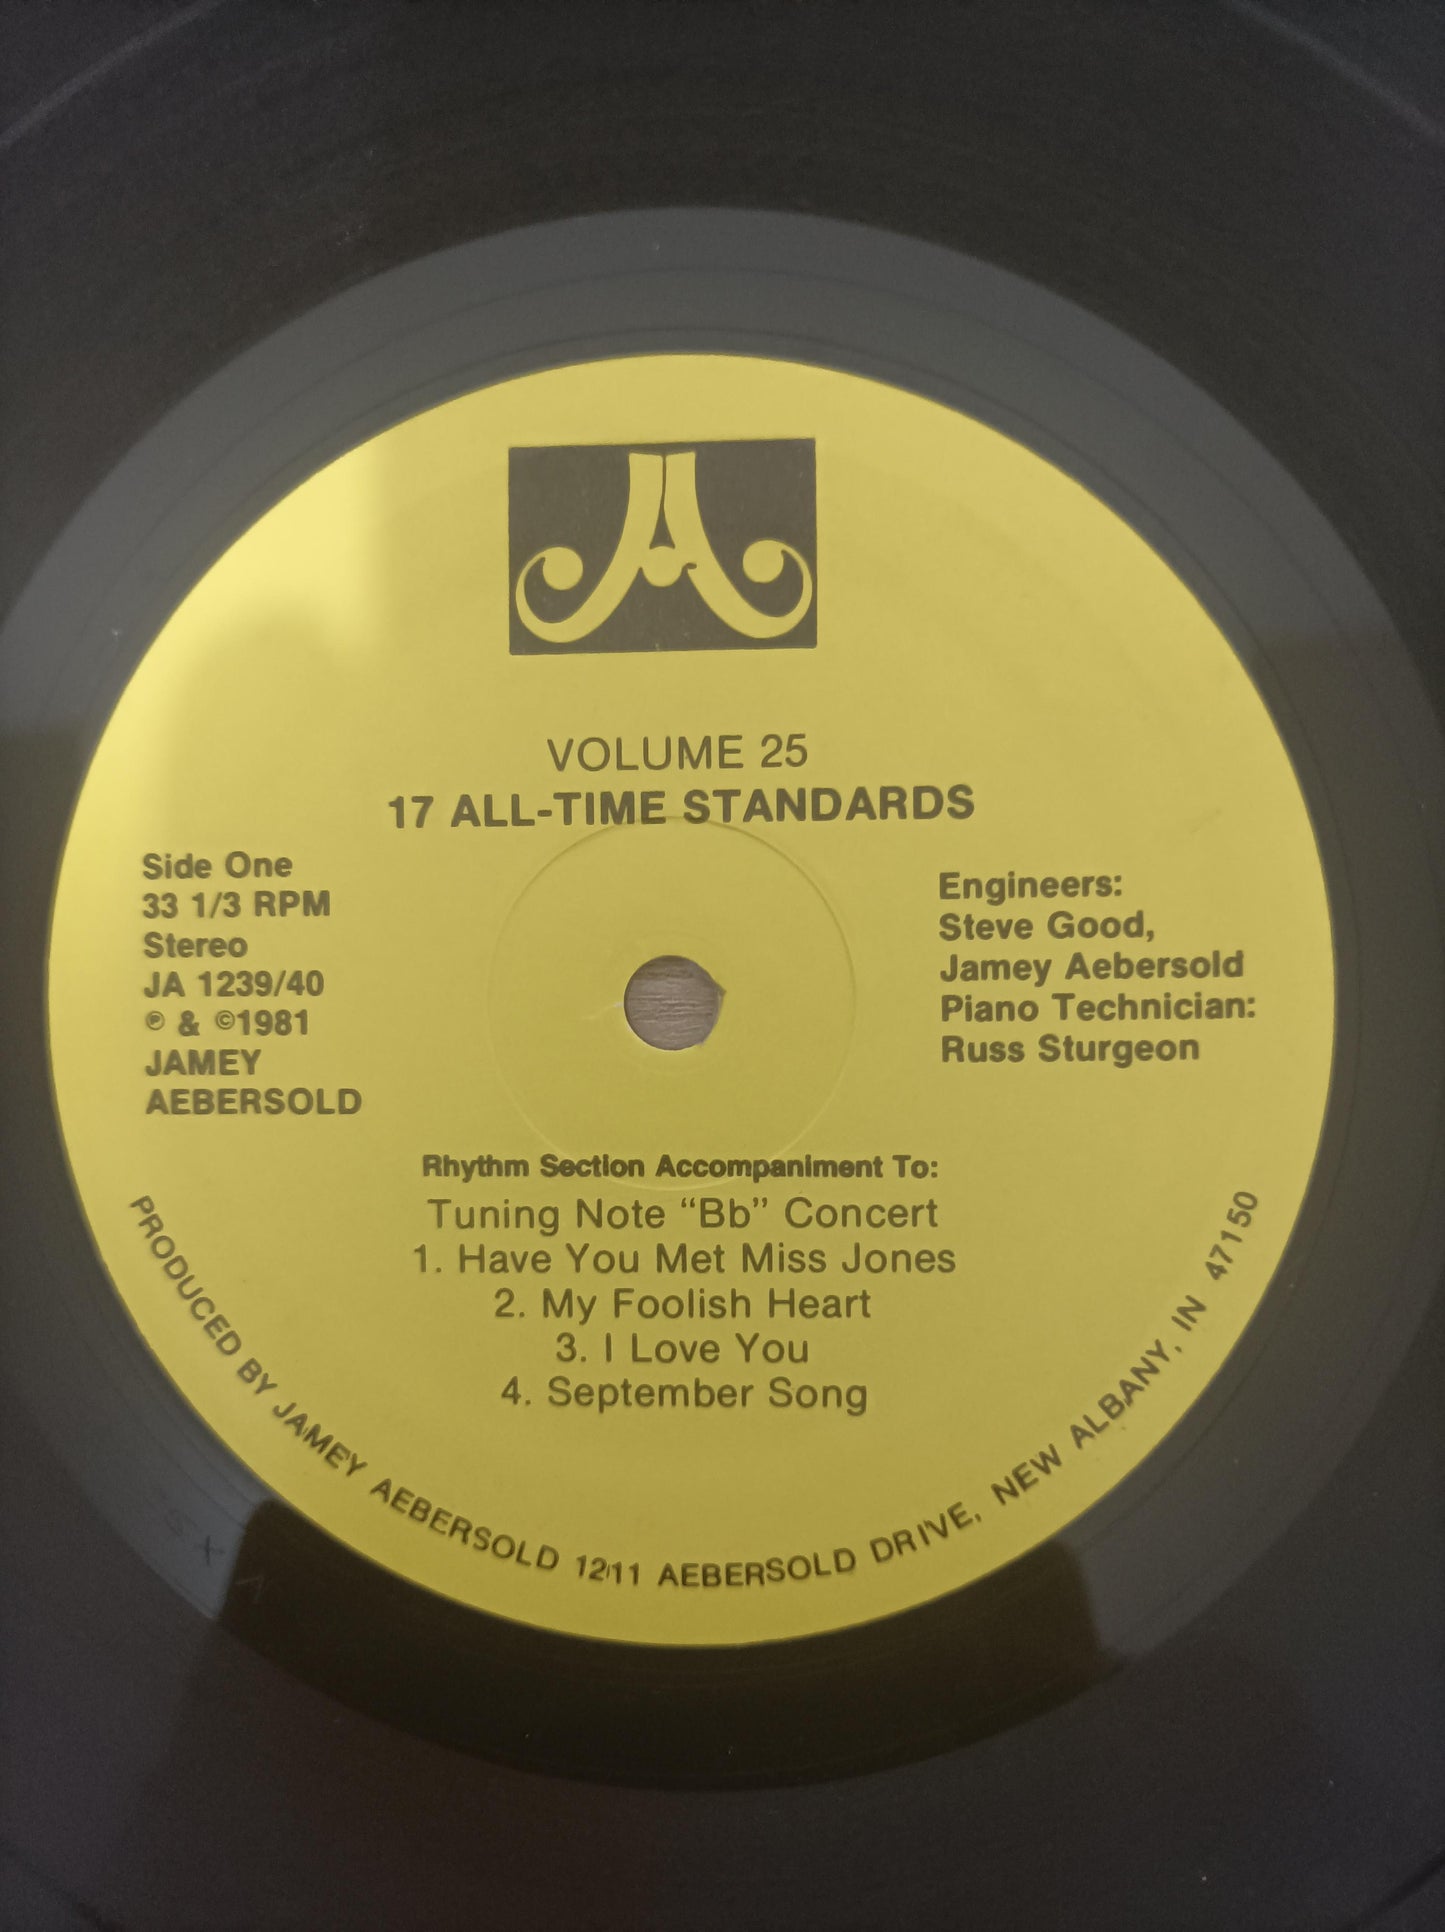 VOLUME 25
17 ALL-TIME STANDARDS
Side One
33 1/3 RPM
Stereo
JA 1239/40
℗ & ©1981
JAMEY
AEBERSOLD
Engineers:
Steve Good,
Jamey Aebersold
Piano Technician:
Russ Sturgeon
Rhythm Section Accompaniment To:
Tuning Note “Bb” Concert
1. Have You Met Miss Jones
2. My Foolish Heart
3. I Love You
4. September Song
PRODUCED BY JAMEY AEBERSOLD 1211 AEBERSOLD DRIVE, NEW ALBANY, IN 47150